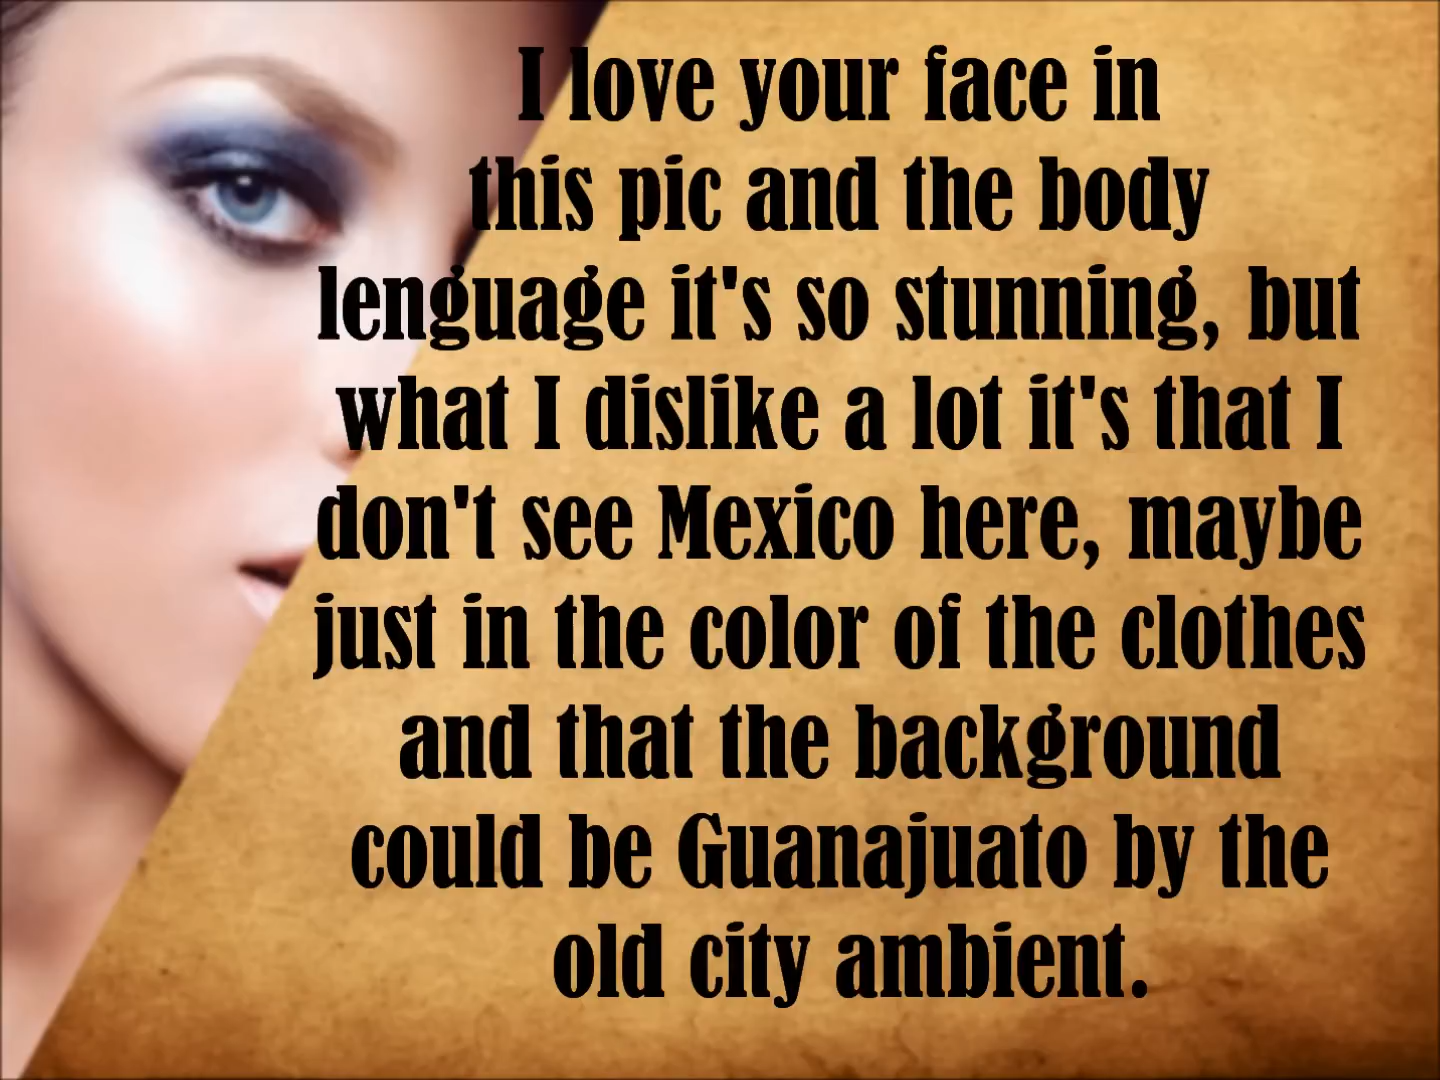 I love your face in
this pic and the body
lenguage it's so stunning, but
what I dislike a lot it's that I
don't see Mexico here, maybe
just in the color of the clothes
and that the background
could be Guanajuato by the
old city ambient.